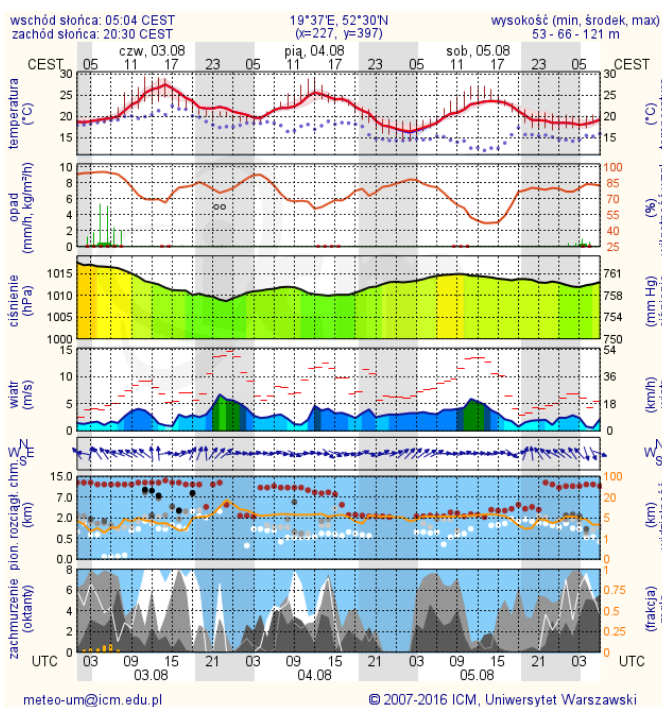 wschód słońca: 05:04 CEST 19°37'E, 52°30'N wysokość (min, środek, max)
zachód słońca: 20:30 CEST (x=227, y=397) 53 - 66 - 121 m
czw, 03.08 pią, 04.08 sob, 05.08
CEST 05 11 17 23 05 11 17 23 05 11 17 23 05 CEST
temperatura
(°C)
30
25
20
15
30
25
20
15
opad
(mm/h, kg/m²/h)
10
8
6
4
2
0
100
85
70
55
40
25
(%)
ciśnienie
(hPa)
1015
1010
1005
1000
761
758
754
750
(mm Hg)
wiatr
(m/s)
15
10
5
0
54
36
18
0
(km/h)
N
W E
S
N
W
S
pion. rozciągł. chm.
(km)
15.0
7.0
2.0
0.5
0.0
100
20
5
1
0
(km)
zachmurzenie
(oktanty)
8
6
4
2
0
1
0.75
0.5
0.25
0
(frakcja)
UTC 03 09 15 21 03 09 15 21 03 09 15 21 03 UTC
03.08 04.08 05.08
meteo-um@icm.edu.pl © 2007-2016 ICM, Uniwersytet Warszawski